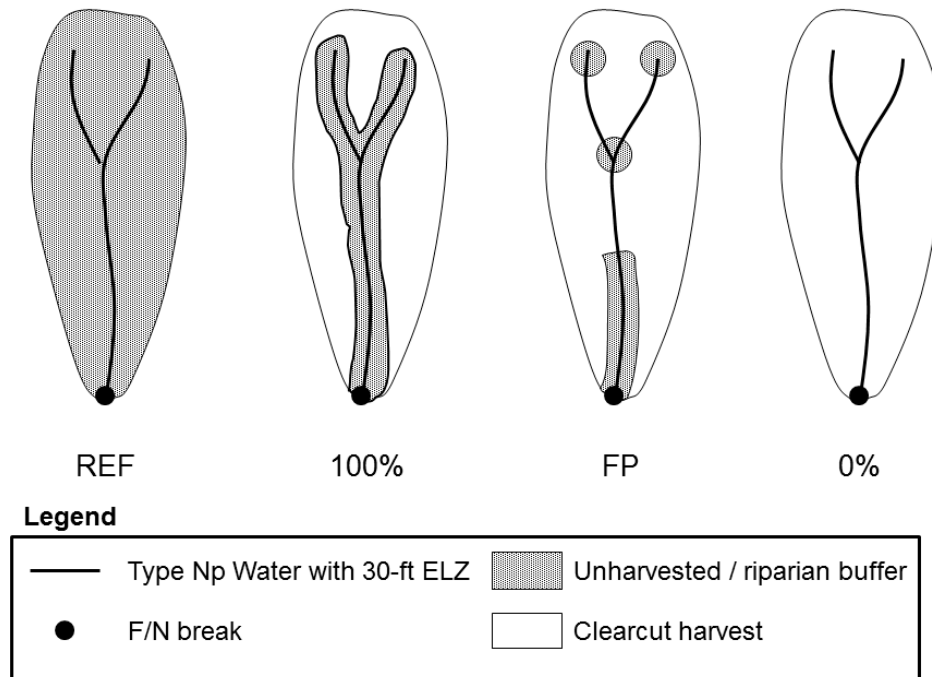 REF 100% FP 0%
Legend
Type Np Water with 30-ft ELZ Unharvested / riparian buffer
F/N break Clearcut harvest